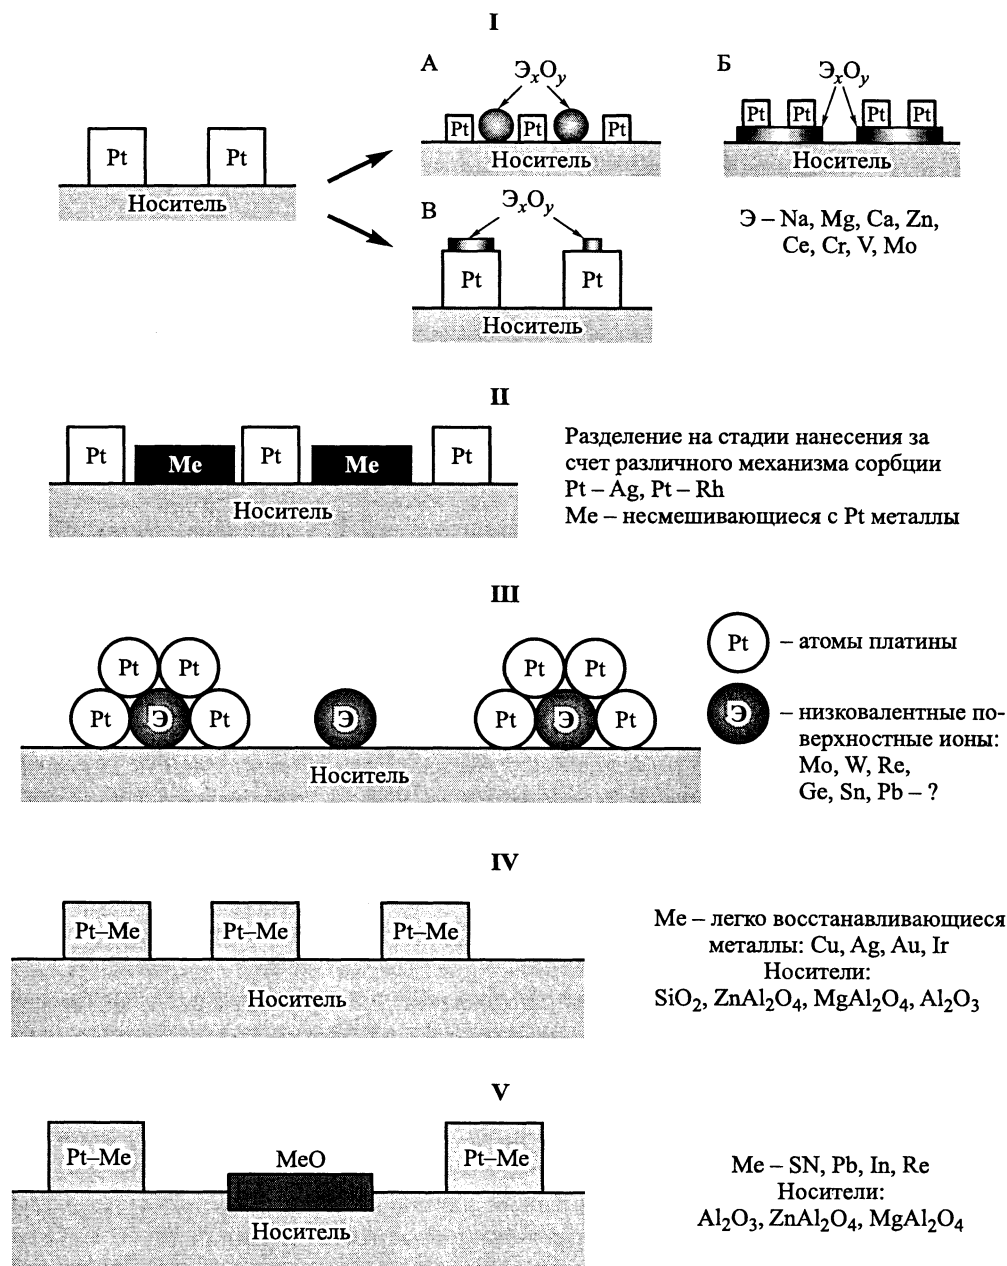 I
А
ЭxOy
Pt
Pt
Pt
Носитель
Б
ЭxOy
Pt
Pt
Pt
Pt
Носитель
Pt
Pt
Носитель
В
ЭxOy
Pt
Pt
Носитель
Э – Na, Mg, Ca, Zn,
Ce, Cr, V, Mo
II
Pt
Me
Pt
Me
Pt
Носитель
Разделение на стадии нанесения за
счет различного механизма сорбции
Pt – Ag, Pt – Rh
Me – несмешивающиеся с Pt металлы
III
Pt
Pt
Pt
Э
Pt
Э
Pt
Pt
Pt
Э
Pt
Носитель
Pt
– атомы платины
Э
– низковалентные по-
верхностные ионы:
Mo, W, Re,
Ge, Sn, Pb – ?
IV
Pt–Me
Pt–Me
Pt–Me
Носитель
Me – легко восстанавливающиеся
металлы: Cu, Ag, Au, Ir
Носители:
SiO2, ZnAl2O4, MgAl2O4, Al2O3
V
Pt–Me
MeO
Pt–Me
Носитель
Me – SN, Pb, In, Re
Носители:
Al2O3, ZnAl2O4, MgAl2O4